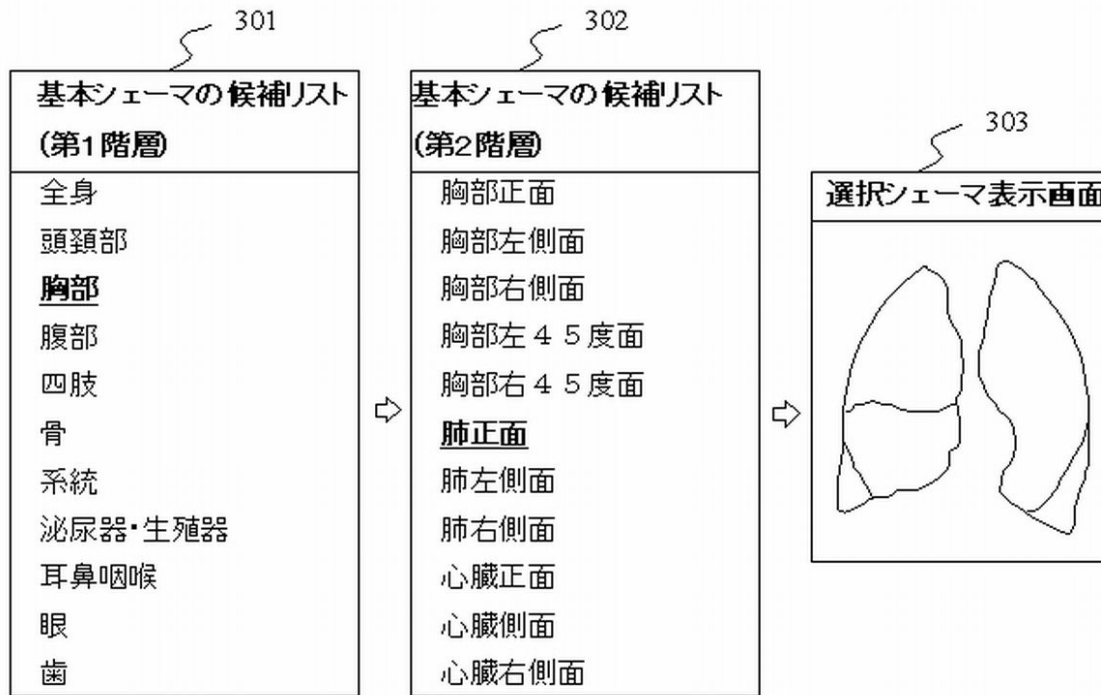 301
基本シェーマの候補リスト
(第1階層)
全身
頭頚部
胸部
腹部
四肢
骨
系統
泌尿器・生殖器
耳鼻咽喉
眼
歯
302
基本シェーマの候補リスト
(第2階層)
胸部正面
胸部左側面
胸部右側面
胸部左４５度面
胸部右４５度面
肺正面
肺左側面
肺右側面
心臓正面
心臓側面
心臓右側面
303
選択シェーマ表示画面